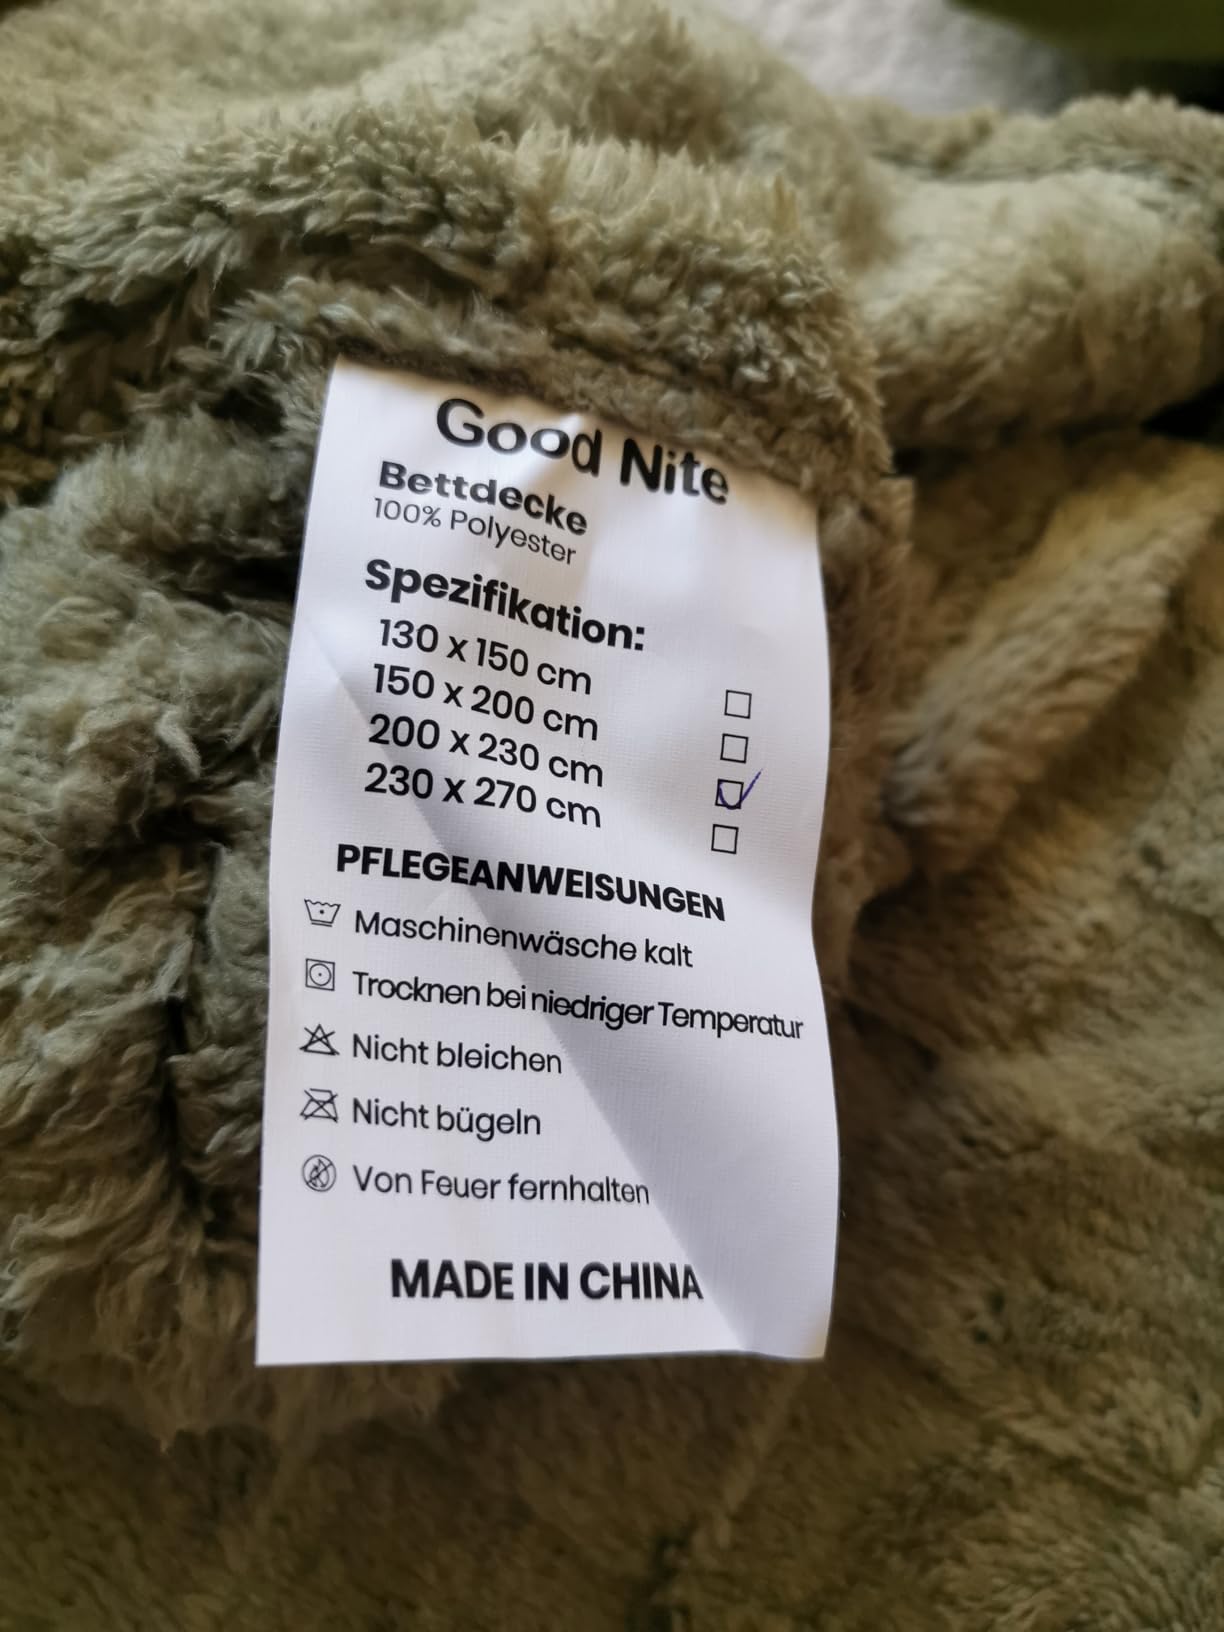 Good Nite
Bettdecke
100% Polyester
Spezifikation:
130 x 150 cm ☐
150 x 200 cm ☐
200 x 230 cm ☑
230 x 270 cm ☐
PFLEGEANWEISUNGEN
Maschinenwäsche kalt
Trocknen bei niedriger Temperatur
Nicht bleichen
Nicht bügeln
Von Feuer fernhalten
MADE IN CHINA